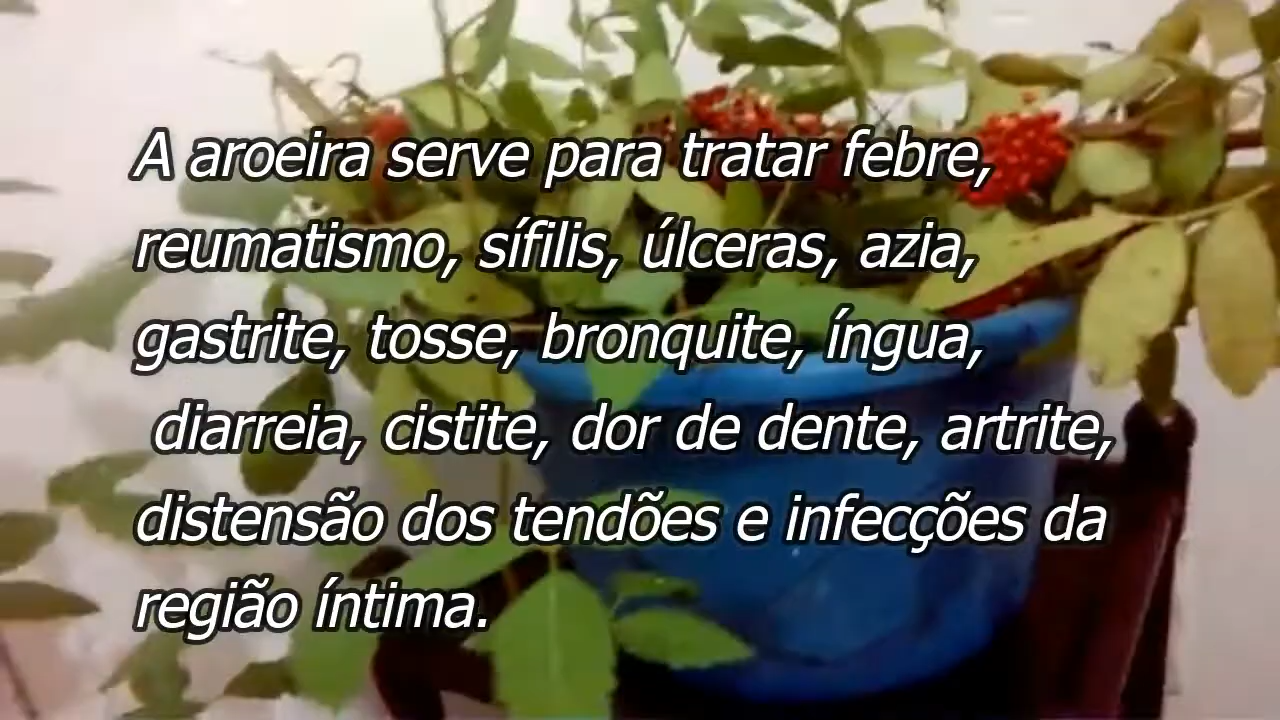 A aroeira serve para tratar febre,
reumatismo, sífilis, úlceras, azia,
gastrite, tosse, bronquite, íngua,
diarreia, cistite, dor de dente, artrite,
distensão dos tendões e infecções da
região íntima.